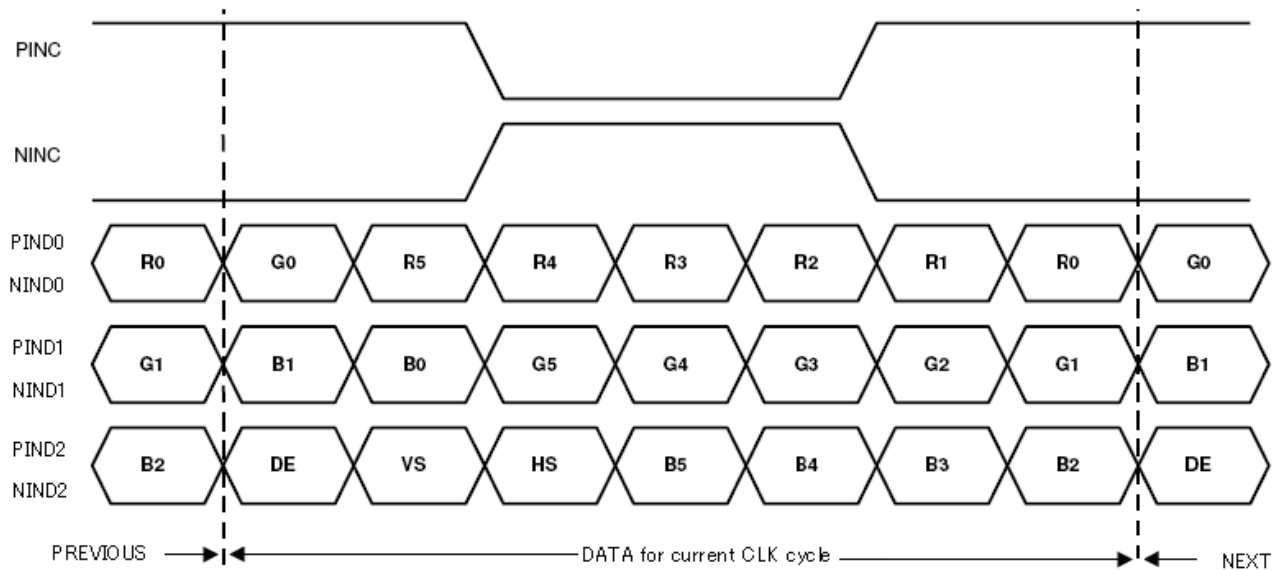 PINC
NINC
PIND0
NIND0
R0 G0 R5 R4 R3 R2 R1 R0 G0
PIND1
NIND1
G1 B1 B0 G5 G4 G3 G2 G1 B1
PIND2
NIND2
B2 DE VS HS B5 B4 B3 B2 DE
PREVIOUS DATA for current CLK cycle NEXT